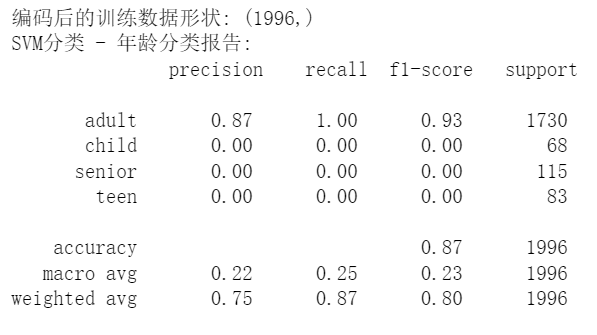 编码后的训练数据形状: (1996,)
SVM分类 - 年龄分类报告:
precision recall f1-score support
adult 0.87 1.00 0.93 1730
child 0.00 0.00 0.00 68
senior 0.00 0.00 0.00 115
teen 0.00 0.00 0.00 83
accuracy 0.87 1996
macro avg 0.22 0.25 0.23 1996
weighted avg 0.75 0.87 0.80 1996